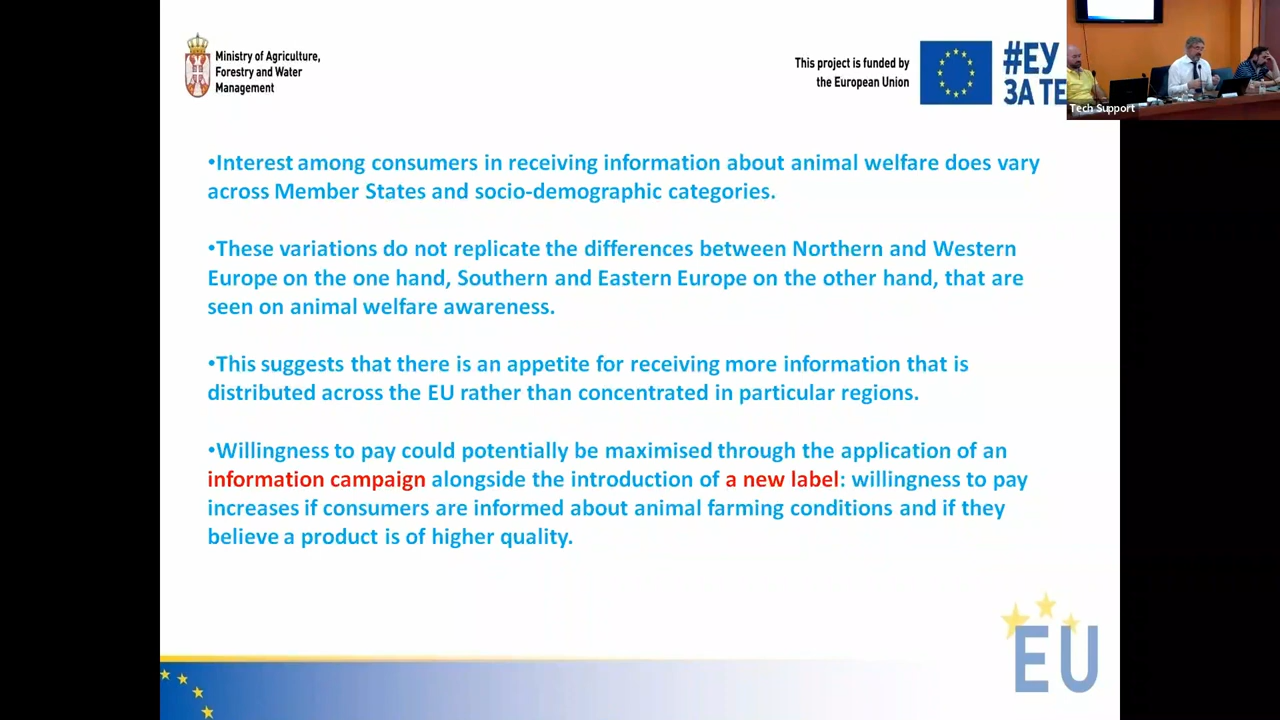 Ministry of Agriculture,
Forestry and Water
Management
This project is funded by
the European Union
#ЕУ
ЗА ТЕ
Tech Support
•Interest among consumers in receiving information about animal welfare does vary
across Member States and socio-demographic categories.
•These variations do not replicate the differences between Northern and Western
Europe on the one hand, Southern and Eastern Europe on the other hand, that are
seen on animal welfare awareness.
•This suggests that there is an appetite for receiving more information that is
distributed across the EU rather than concentrated in particular regions.
•Willingness to pay could potentially be maximised through the application of an
information campaign alongside the introduction of a new label: willingness to pay
increases if consumers are informed about animal farming conditions and if they
believe a product is of higher quality.
EU